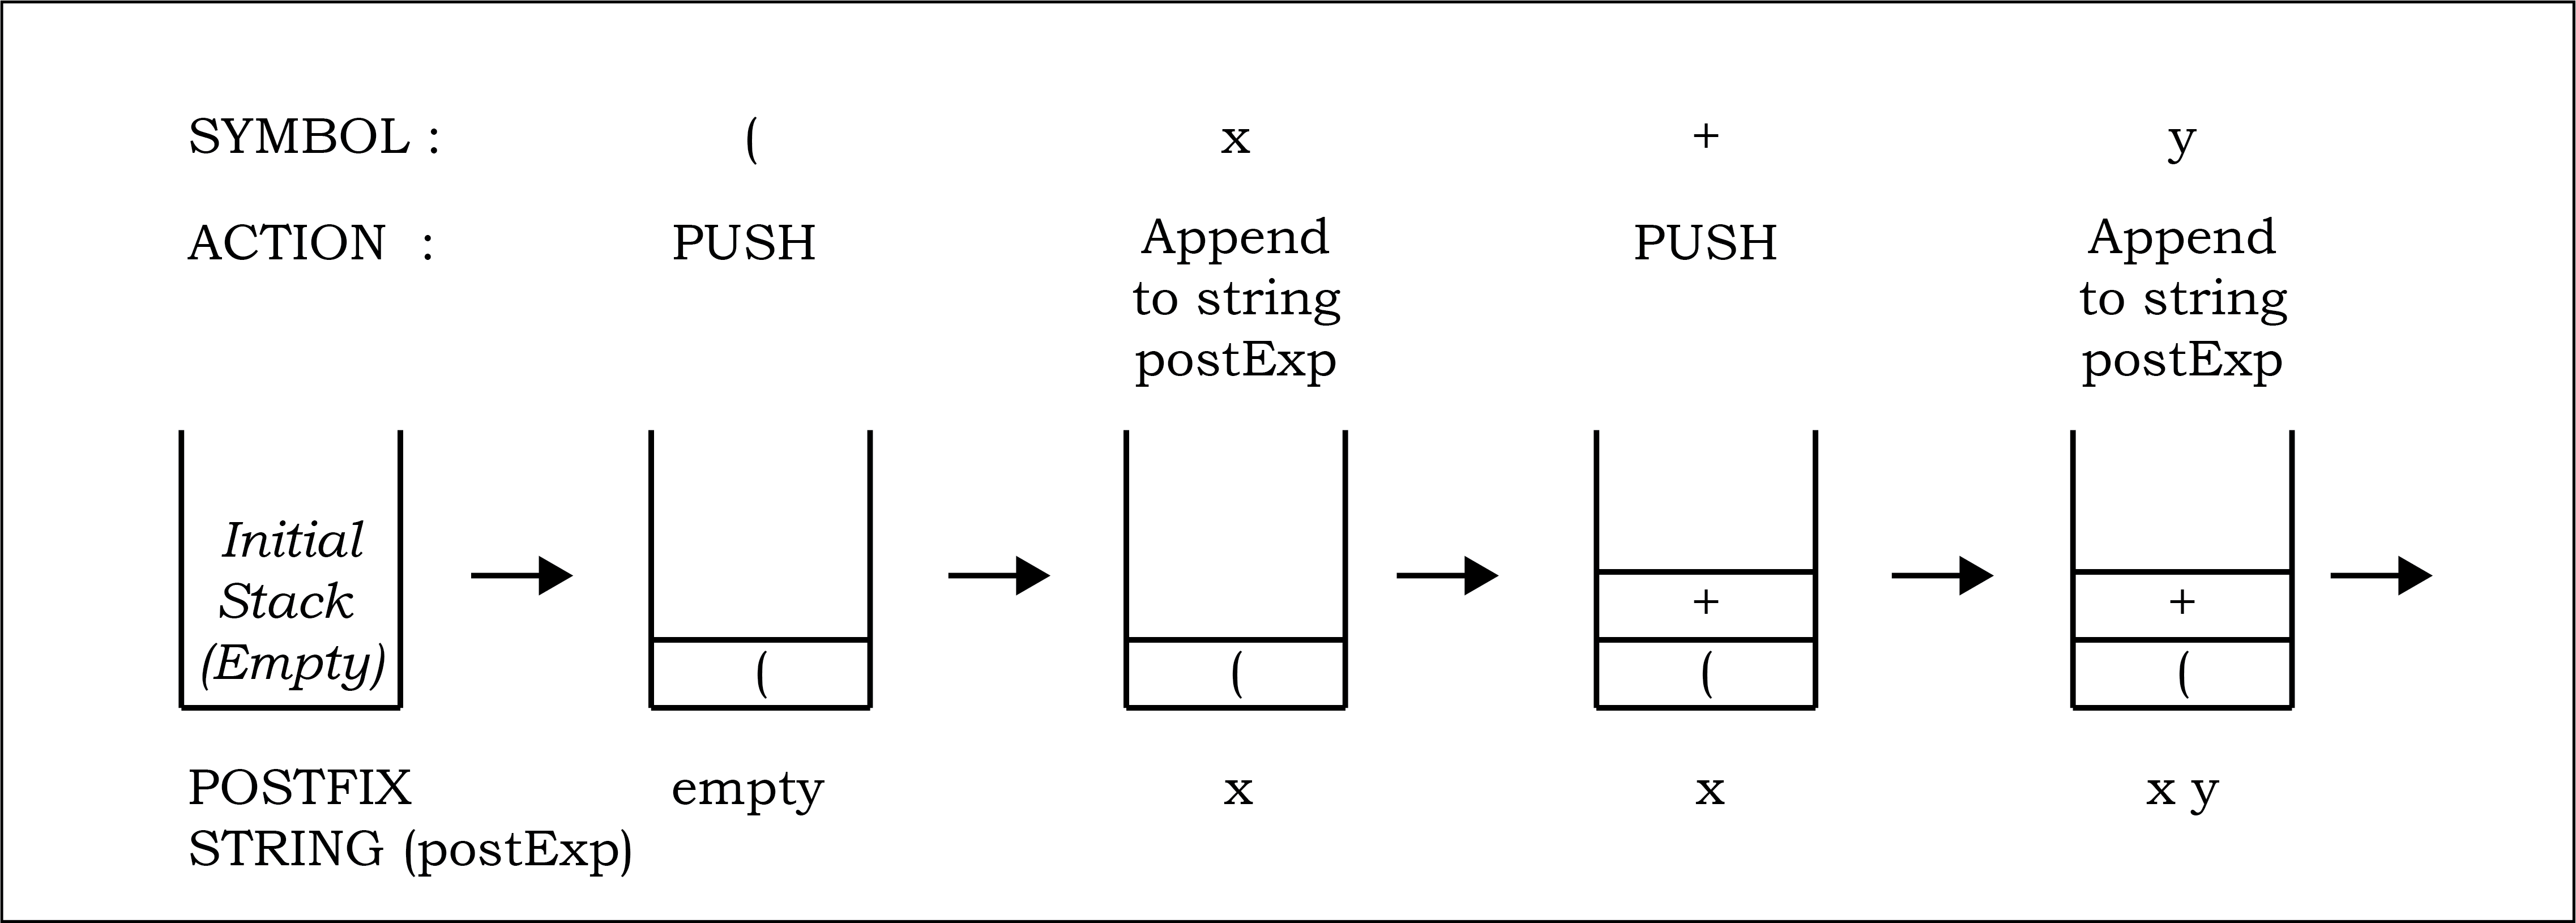 SYMBOL : ( x + y
ACTION : PUSH Append to string postExp PUSH Append to string postExp
Initial
Stack
(Empty)
(
(
+
(
+
(
POSTFIX
STRING (postExp)
empty x x x y